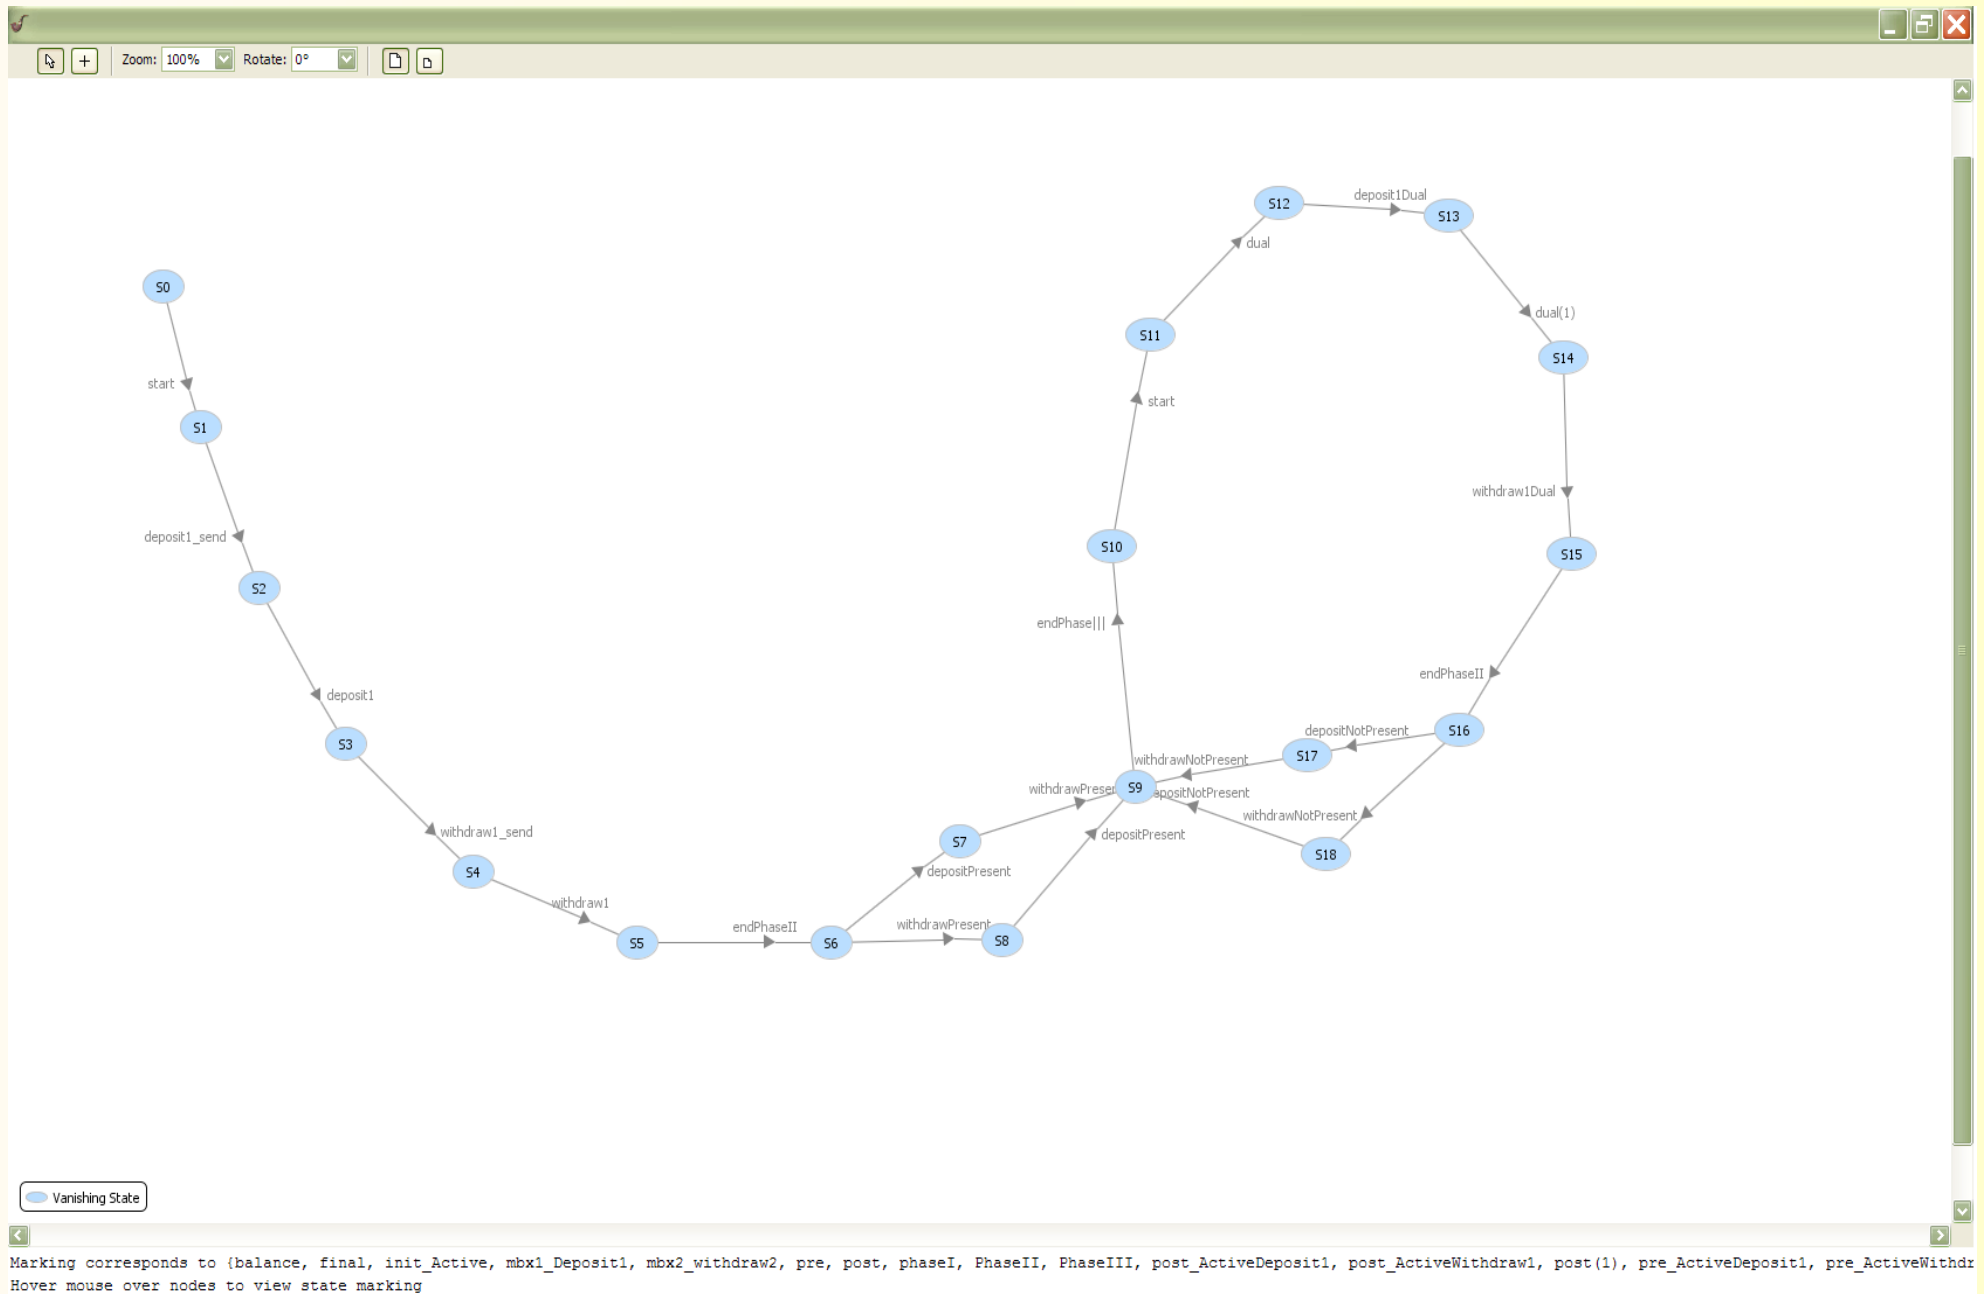 Zoom: 100% Rotate: 0°
S12 deposit1Dual S13
dual
S0
dual(1)
S11
S14
start
start
S1
withdraw1Dual
deposit1_send
S10 S15
S2
endPhase|||
endPhaseII
deposit1
S3
depositNotPresent S16
S17
withdrawNotPresent
withdrawPreser S9 epositNotPresent
withdrawNotPresent
withdraw1_send
S7 depositPresent
S18
S4
depositPresent
withdraw1
endPhaseII withdrawPresent
S5 S6 S8
Vanishing State
Marking corresponds to {balance, final, init_Active, mbx1_Deposit1, mbx2_withdraw2, pre, post, phaseI, PhaseII, PhaseIII, post_ActiveDeposit1, post_ActiveWithdraw1, post(1), pre_ActiveDeposit1, pre_ActiveWithdr
Hover mouse over nodes to view state marking